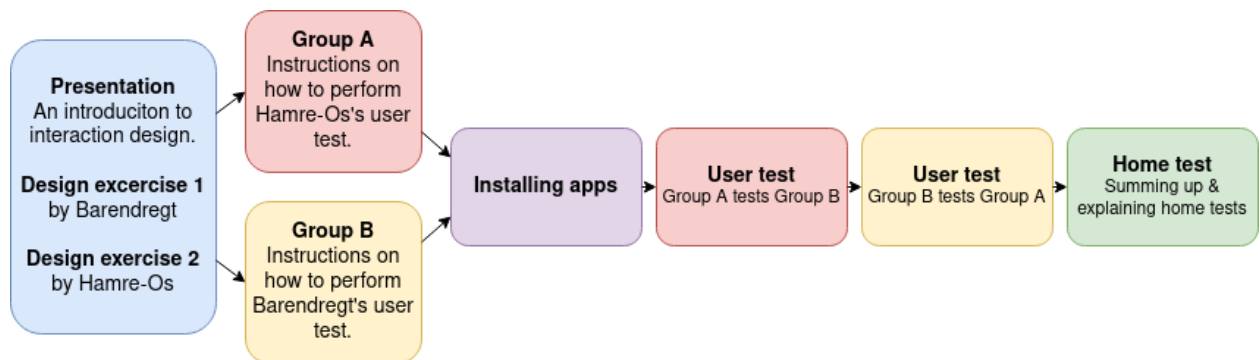 Presentation
An introduciton to
interaction design.
Design excercise 1
by Barendregt
Design exercise 2
by Hamre-Os
Group A
Instructions on
how to perform
Hamre-Os's user
test.
Group B
Instructions on
how to perform
Barendregt's user
test.
Installing apps
User test
Group A tests Group B
User test
Group B tests Group A
Home test
Summing up &
explaining home tests